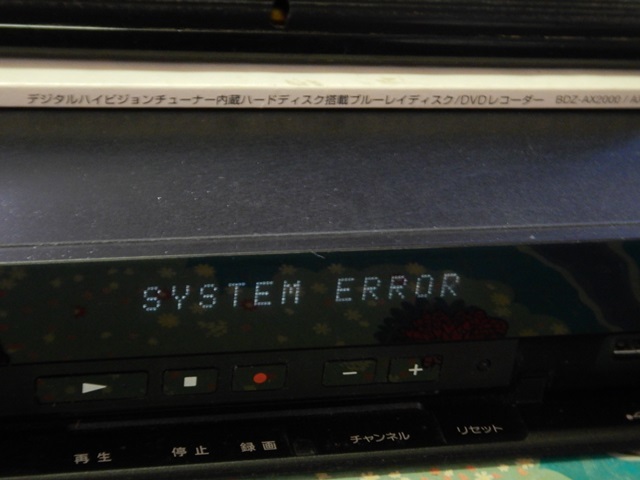 デジタルハイビジョンチューナー内蔵ハードディスク搭載ブルーレイディスク/DVDレコーダー BDZ-AX2000 /
SYSTEM ERROR
再生 停止 録画 チャンネル リセット